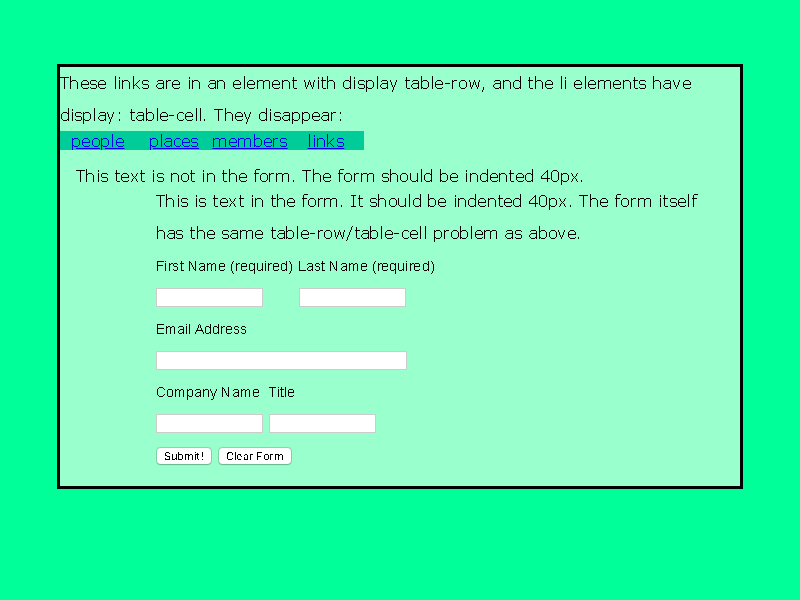 These links are in an element with display table-row, and the li elements have
display: table-cell. They disappear:
people places members links
This text is not in the form. The form should be indented 40px.
This is text in the form. It should be indented 40px. The form itself
has the same table-row/table-cell problem as above.
First Name (required) Last Name (required)
Email Address
Company Name Title
Submit! Clear Form